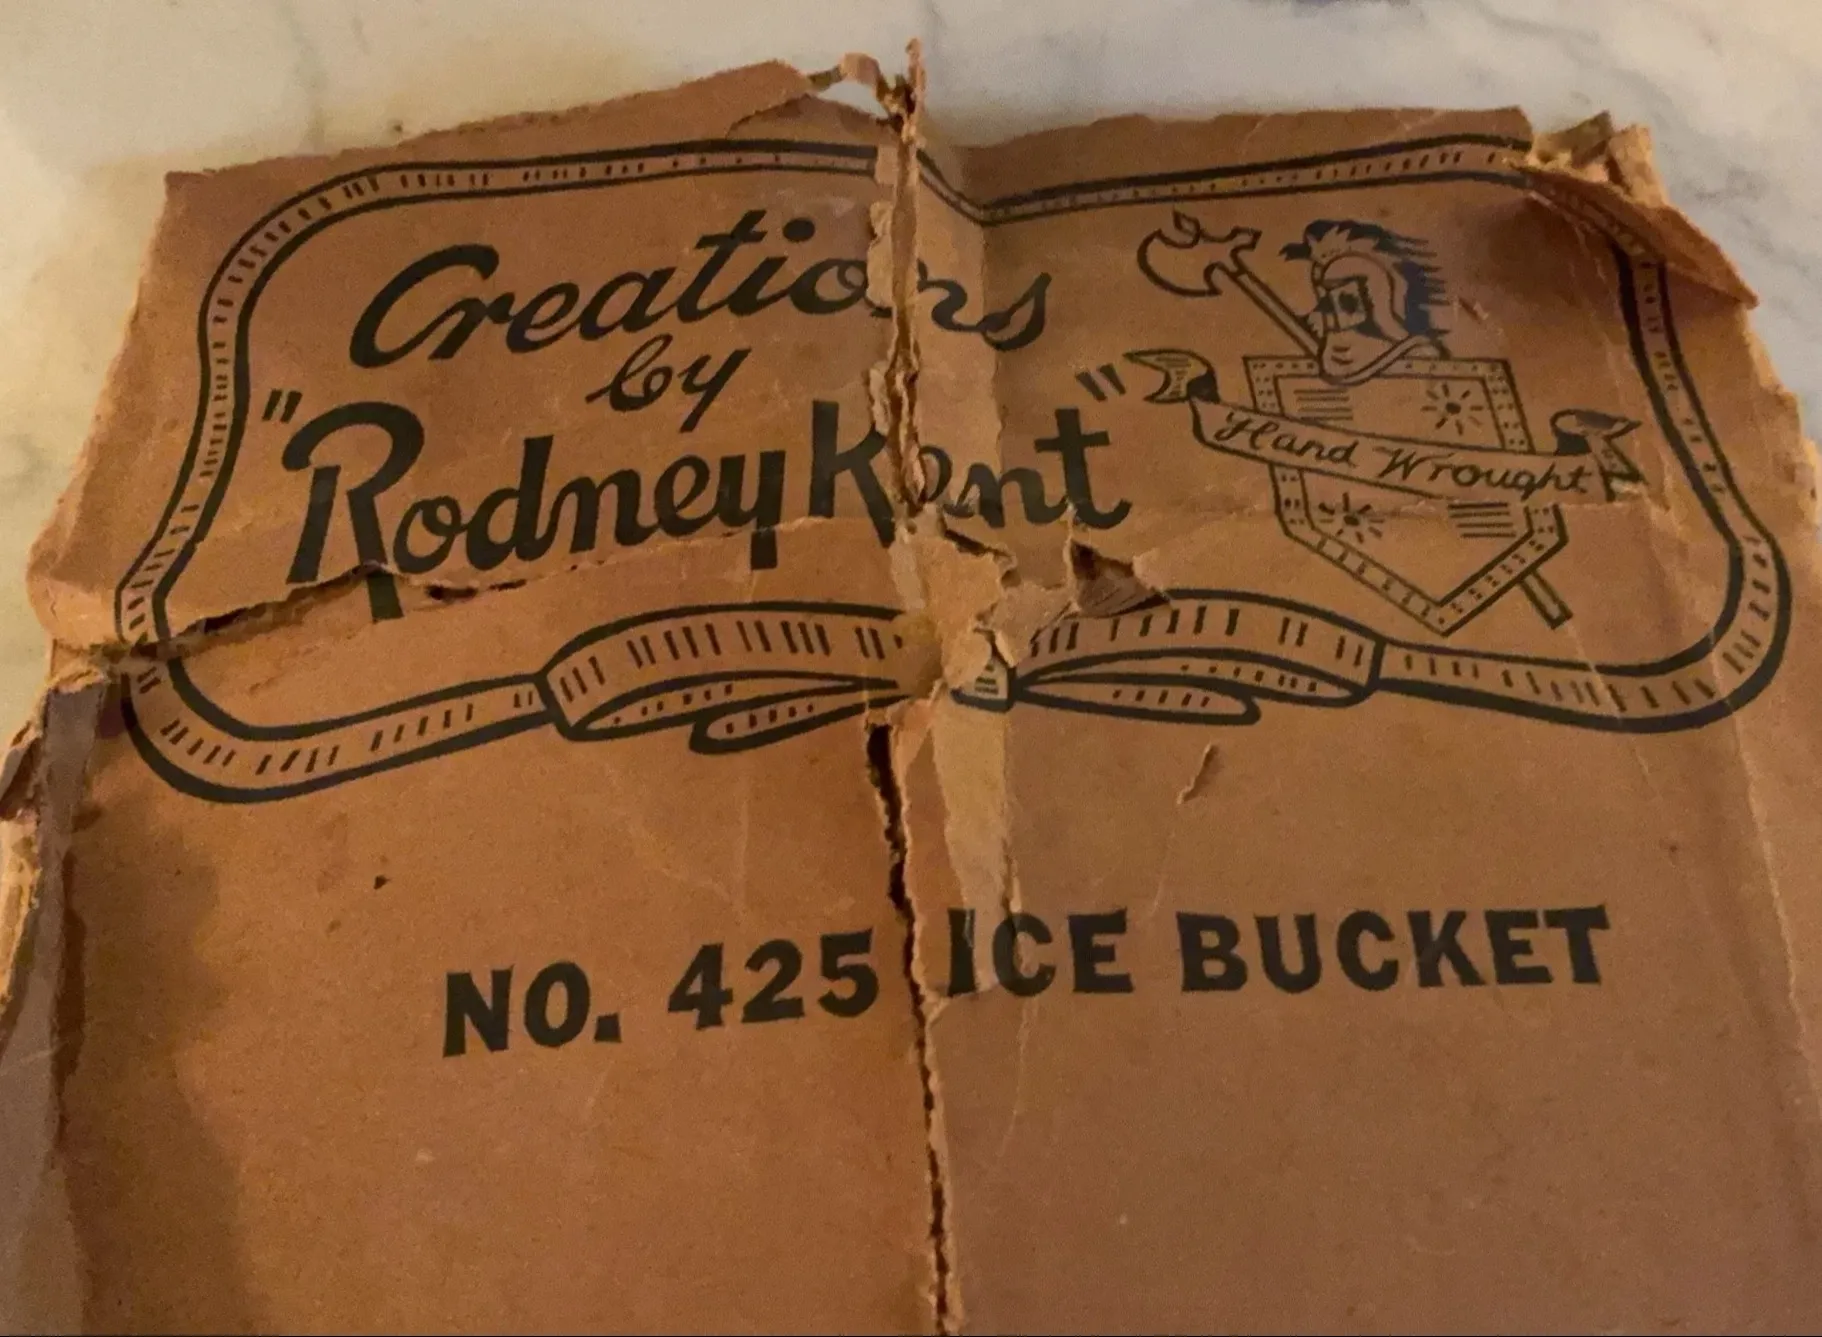 Creations
by
"Rodney Kent"
Hand Wrought
NO. 425 ICE BUCKET